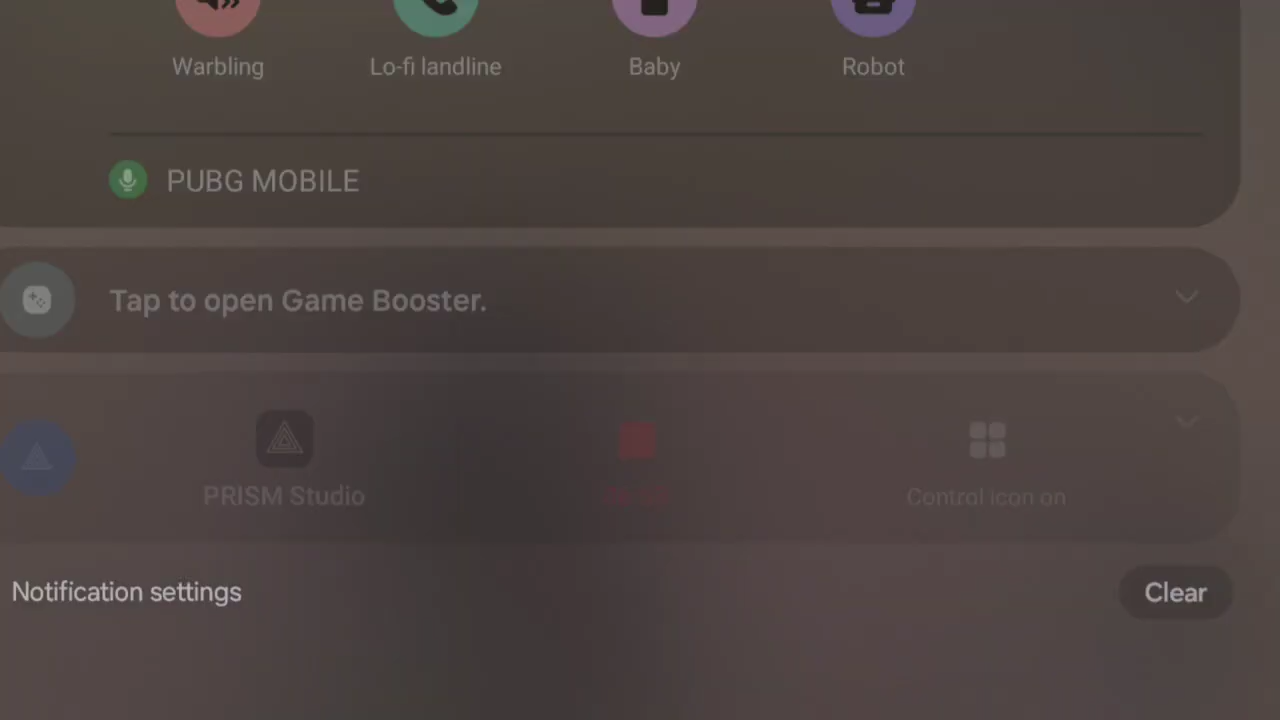 Warbling
Lo-fi landline
Baby
Robot
PUBG MOBILE
Tap to open Game Booster.
PRISM Studio
Control icon on
Notification settings
Clear